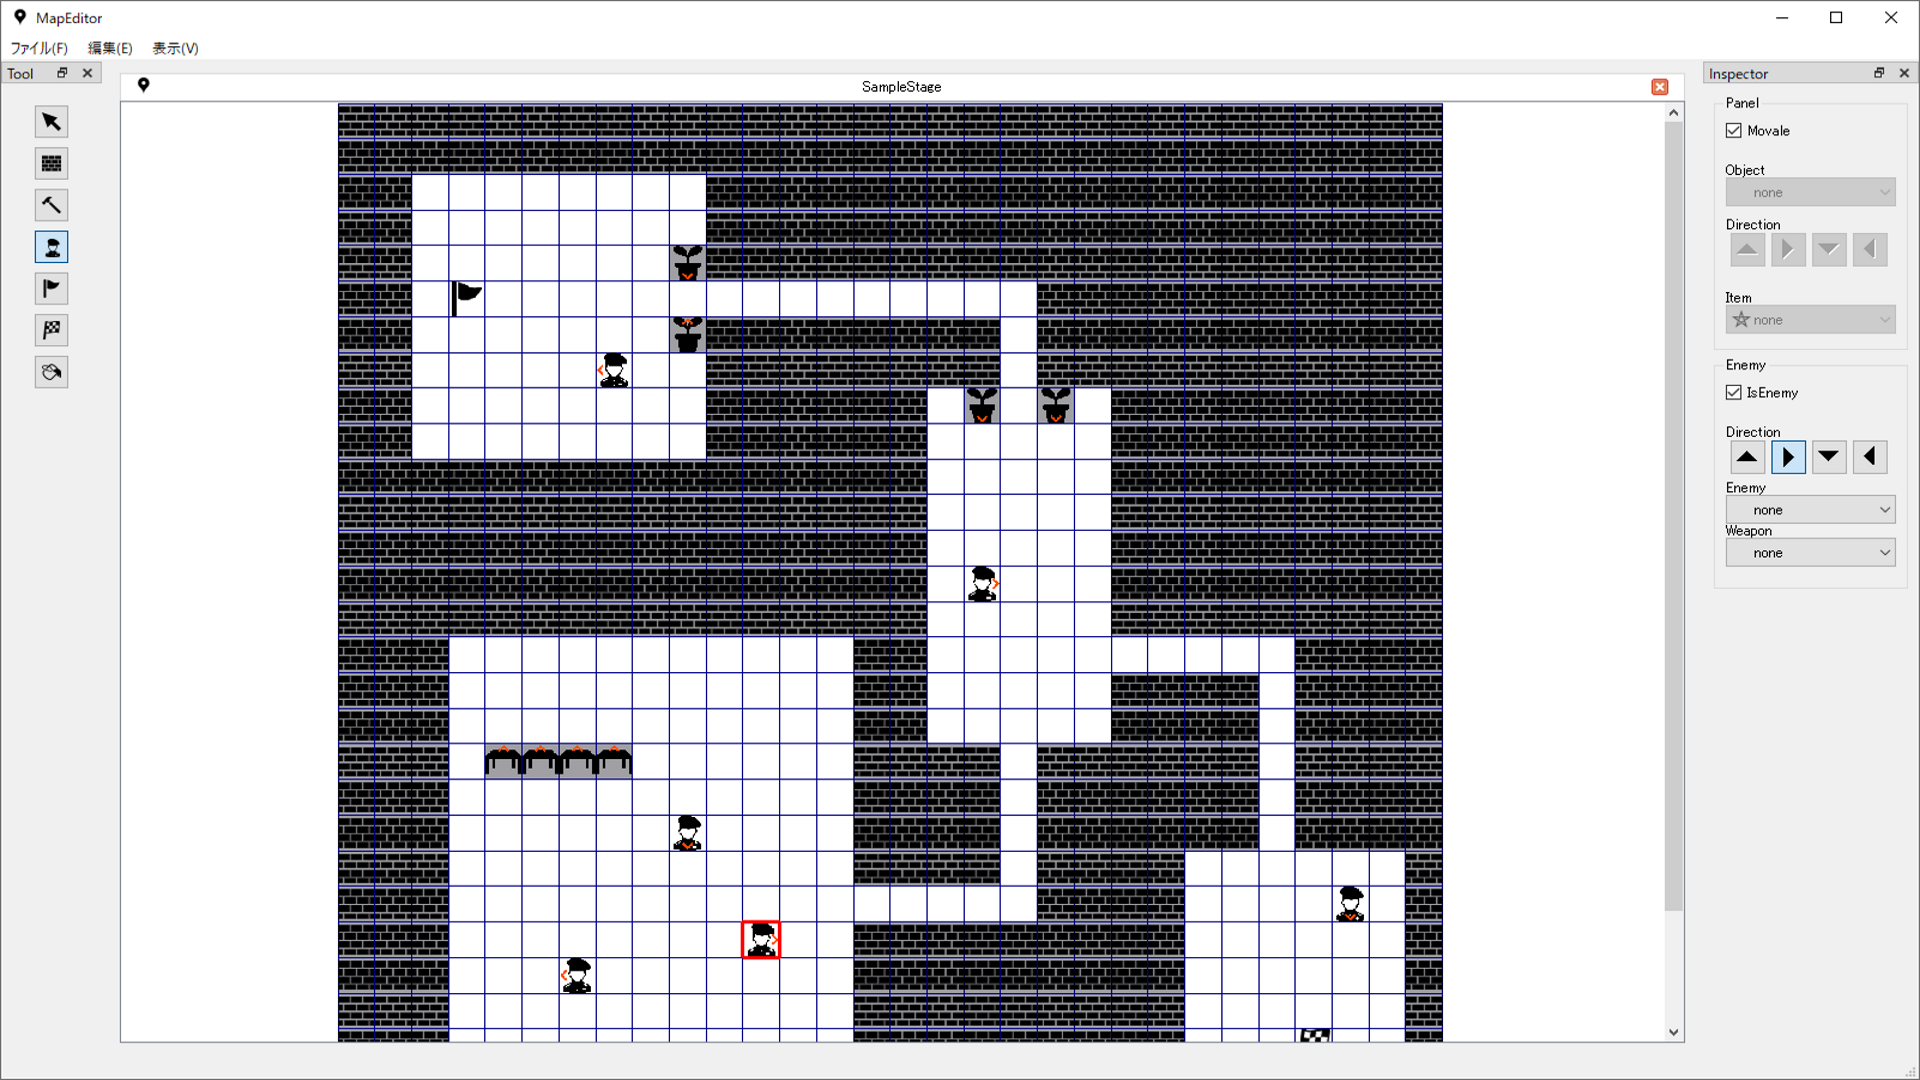 MapEditor
ファイル(F) 編集(E) 表示(V)
Tool
SampleStage
Inspector
Panel
Movale
Object
none
Direction
Item
none
Enemy
IsEnemy
Direction
Enemy
none
Weapon
none